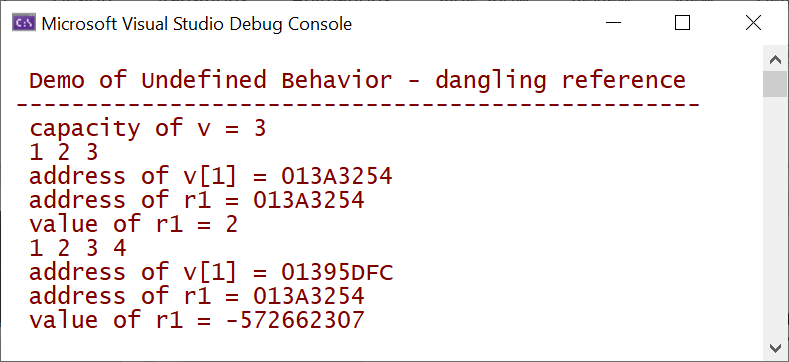 C:\ Microsoft Visual Studio Debug Console
Demo of Undefined Behavior - dangling reference
--------------------------------------------------
capacity of v = 3
1 2 3
address of v[1] = 013A3254
address of r1 = 013A3254
value of r1 = 2
1 2 3 4
address of v[1] = 01395DFC
address of r1 = 013A3254
value of r1 = -572662307